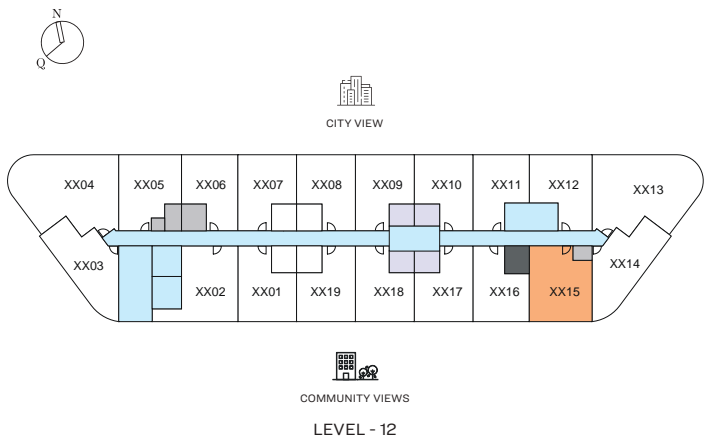 N
Q
CITY VIEW
XX04 XX05 XX06 XX07 XX08 XX09 XX10 XX11 XX12 XX13
XX03 XX02 XX01 XX19 XX18 XX17 XX16 XX15 XX14
COMMUNITY VIEWS
LEVEL - 12